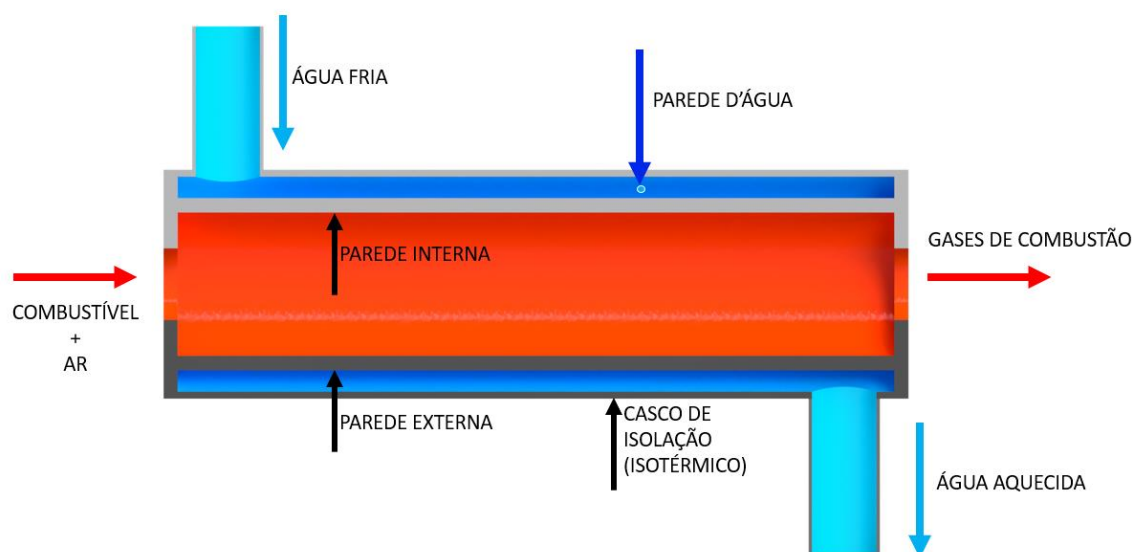 ÁGUA FRIA
PAREDE D'ÁGUA
PAREDE INTERNA
GASES DE COMBUSTÃO
COMBUSTÍVEL
+
AR
PAREDE EXTERNA
CASCO DE
ISOLAÇÃO
(ISOTÉRMICO)
ÁGUA AQUECIDA